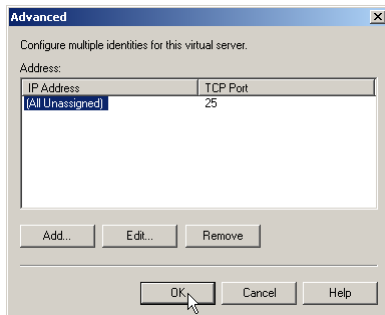 Advanced
Configure multiple identities for this virtual server.
Address:
IP Address TCP Port
(All Unassigned) 25
Add... Edit... Remove
OK Cancel Help